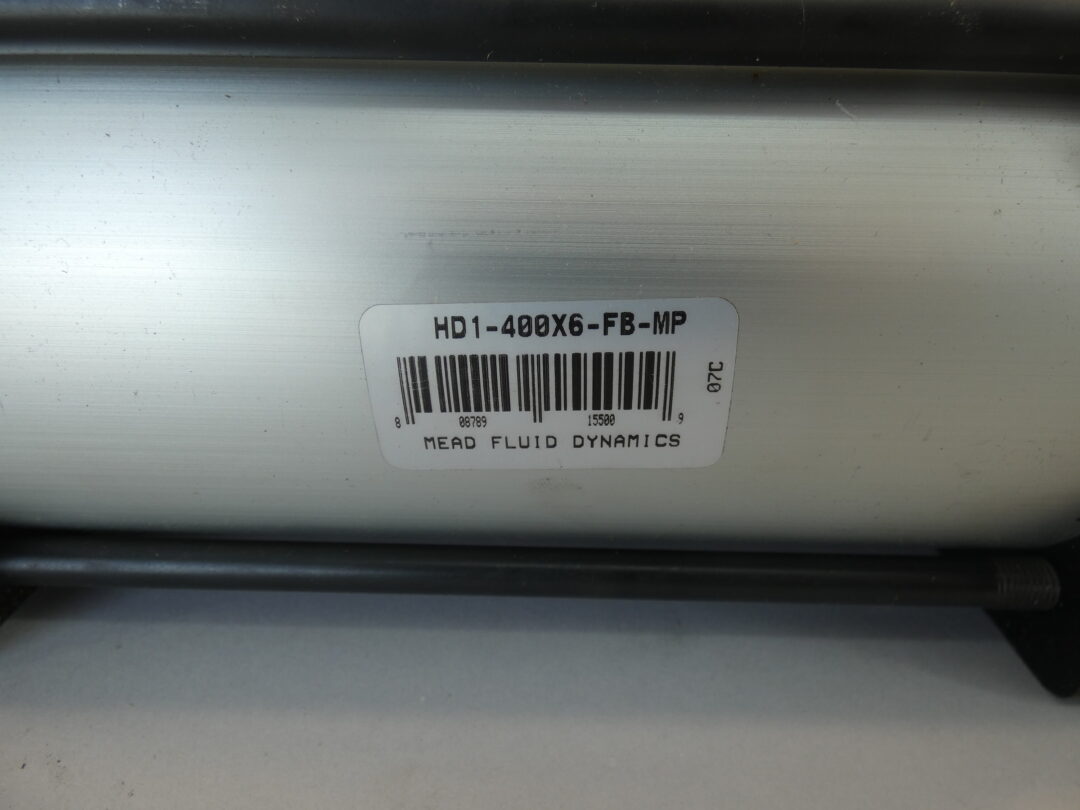 HD1-400X6-FB-MP
07C
8 08789 15500 9
MEAD FLUID DYNAMICS